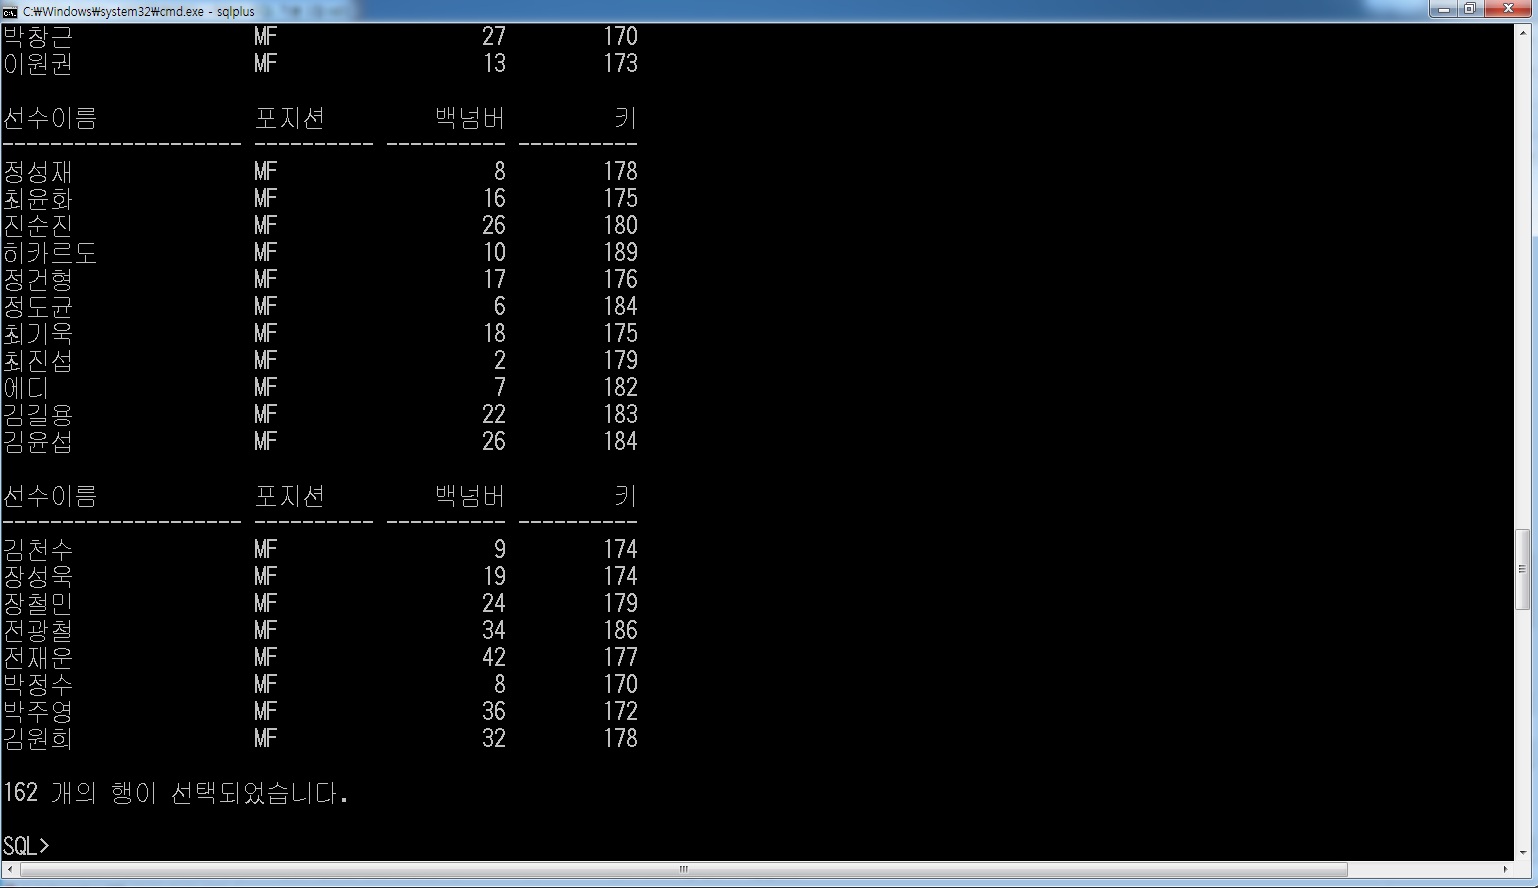 C:₩Windows₩system32₩cmd.exe - sqlplus
박창근 MF 27 170
이원권 MF 13 173
선수이름 포지션 백넘버 키
-------------------- ---------- ---------- ----------
정성재 MF 8 178
최윤화 MF 16 175
진순진 MF 26 180
히카르도 MF 10 189
정건형 MF 17 176
정도균 MF 6 184
최기욱 MF 18 175
최진섭 MF 2 179
에디 MF 7 182
김길용 MF 22 183
김윤섭 MF 26 184
선수이름 포지션 백넘버 키
-------------------- ---------- ---------- ----------
김천수 MF 9 174
장성욱 MF 19 174
장철민 MF 24 179
전광철 MF 34 186
전재운 MF 42 177
박정수 MF 8 170
박주영 MF 36 172
김원희 MF 32 178
162 개의 행이 선택되었습니다.
SQL>